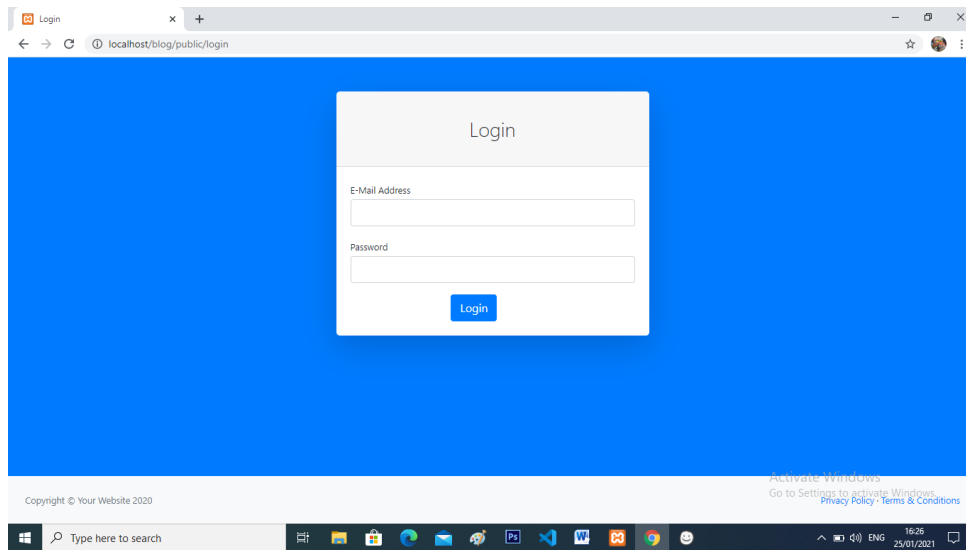 Login
localhost/blog/public/login
Login
E-Mail Address
Password
Login
Activate Windows
Go to Settings to activate Windows.
Copyright © Your Website 2020
Privacy Policy · Terms & Conditions
Type here to search
Ps
W
ENG
16:26
25/01/2021